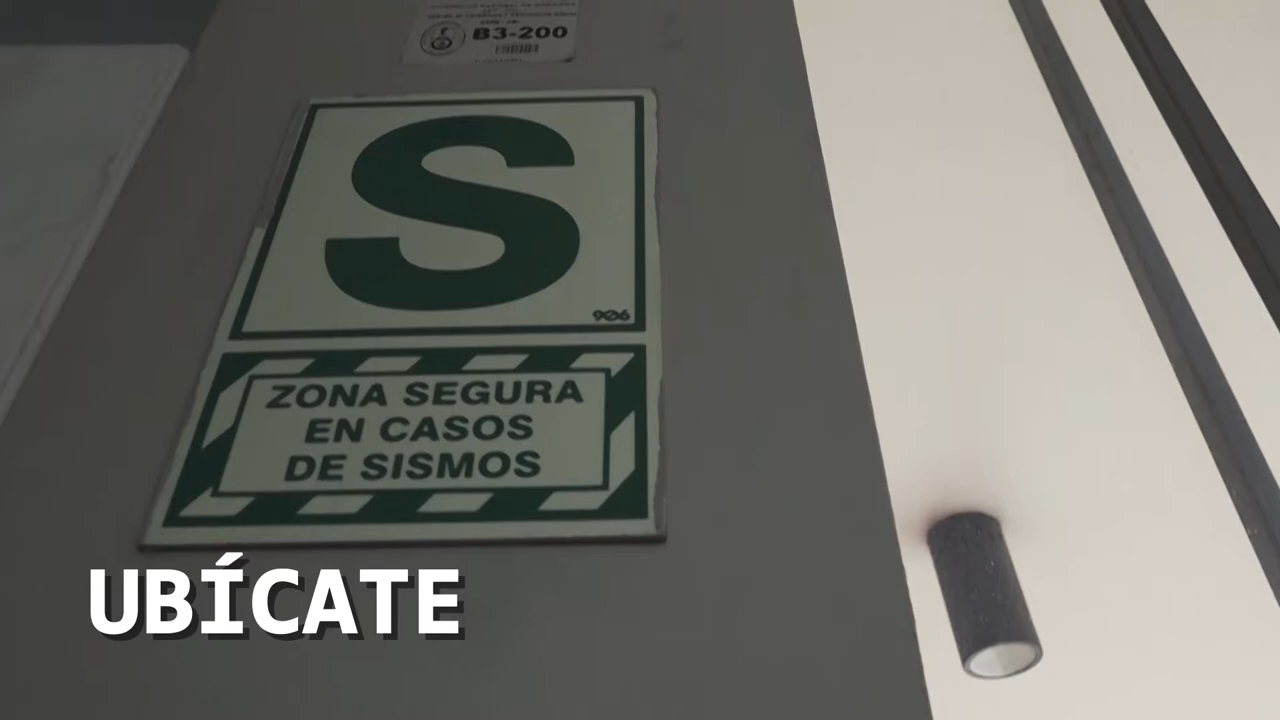 B3-200
S
906
ZONA SEGURA
EN CASOS
DE SISMOS
UBÍCATE